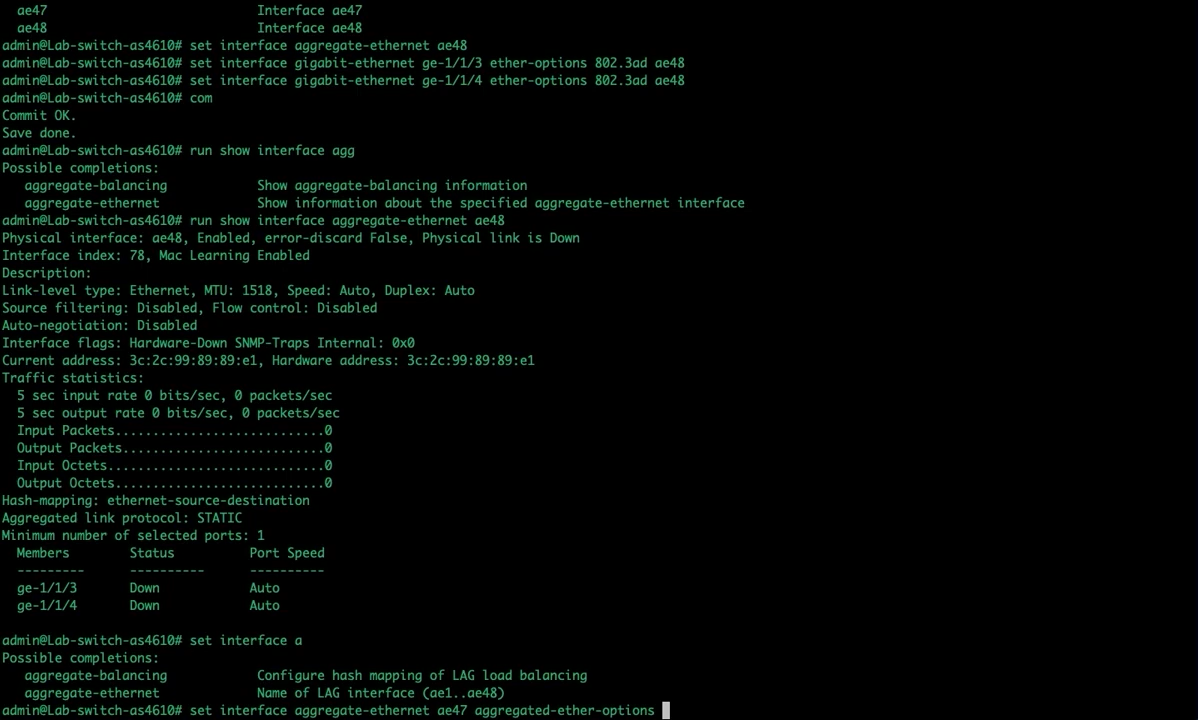 ae47                            Interface ae47
ae48                            Interface ae48
admin@Lab-switch-as4610# set interface aggregate-ethernet ae48
admin@Lab-switch-as4610# set interface gigabit-ethernet ge-1/1/3 ether-options 802.3ad ae48
admin@Lab-switch-as4610# set interface gigabit-ethernet ge-1/1/4 ether-options 802.3ad ae48
admin@Lab-switch-as4610# com
Commit OK.
Save done.
admin@Lab-switch-as4610# run show interface agg
Possible completions:
aggregate-balancing            Show aggregate-balancing information
aggregate-ethernet             Show information about the specified aggregate-ethernet interface
admin@Lab-switch-as4610# run show interface aggregate-ethernet ae48
Physical interface: ae48, Enabled, error-discard False, Physical link is Down
Interface index: 78, Mac Learning Enabled
Description:
Link-level type: Ethernet, MTU: 1518, Speed: Auto, Duplex: Auto
Source filtering: Disabled, Flow control: Disabled
Auto-negotiation: Disabled
Interface flags: Hardware-Down SNMP-Traps Internal: 0x0
Current address: 3c:2c:99:89:89:e1, Hardware address: 3c:2c:99:89:89:e1
Traffic statistics:
5 sec input rate 0 bits/sec, 0 packets/sec
5 sec output rate 0 bits/sec, 0 packets/sec
Input Packets............................0
Output Packets...........................0
Input Octets.............................0
Output Octets............................0
Hash-mapping: ethernet-source-destination
Aggregated link protocol: STATIC
Minimum number of selected ports: 1
Members        Status          Port Speed
---------      ----------      ----------
ge-1/1/3       Down            Auto
ge-1/1/4       Down            Auto
admin@Lab-switch-as4610# set interface a
Possible completions:
aggregate-balancing            Configure hash mapping of LAG load balancing
aggregate-ethernet             Name of LAG interface (ae1..ae48)
admin@Lab-switch-as4610# set interface aggregate-ethernet ae47 aggregated-ether-options